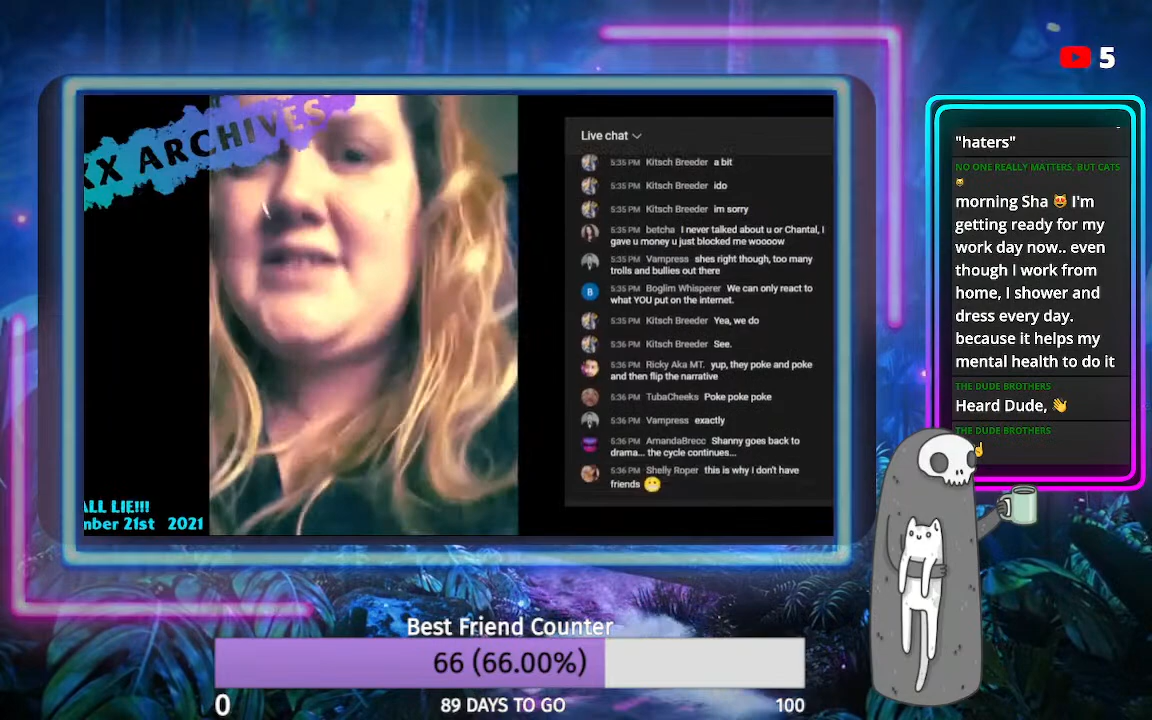 5
XX ARCHIVES
Live chat
5:35 PM Kitsch Breeder a bit
5:35 PM Kitsch Breeder ido
5:35 PM Kitsch Breeder im sorry
5:35 PM betcha I never talked about u or Chantal, I
gave u money u just blocked me woooow
5:35 PM Vampress shes right though, too many
trolls and bullies out there
B
5:35 PM Boglim Whisperer We can only react to
what YOU put on the internet.
5:35 PM Kitsch Breeder Yea, we do
5:36 PM Kitsch Breeder See.
5:36 PM Ricky Aka MT. yup, they poke and poke
and then flip the narrative
5:36 PM TubaCheeks Poke poke poke
5:36 PM Vampress exactly
5:36 PM AmandaBrecc Shanny goes back to
drama... the cycle continues...
5:36 PM Shelly Roper this is why I don't have
friends 😬
ALL LIE!!!
mber 21st 2021
"haters"
NO ONE REALLY MATTERS, BUT CATS
😼
morning Sha 😻 I'm
getting ready for my
work day now.. even
though I work from
home, I shower and
dress every day.
because it helps my
mental health to do it
THE DUDE BROTHERS
Heard Dude, 👋
THE DUDE BROTHERS
Best Friend Counter
66 (66.00%)
0 89 DAYS TO GO 100